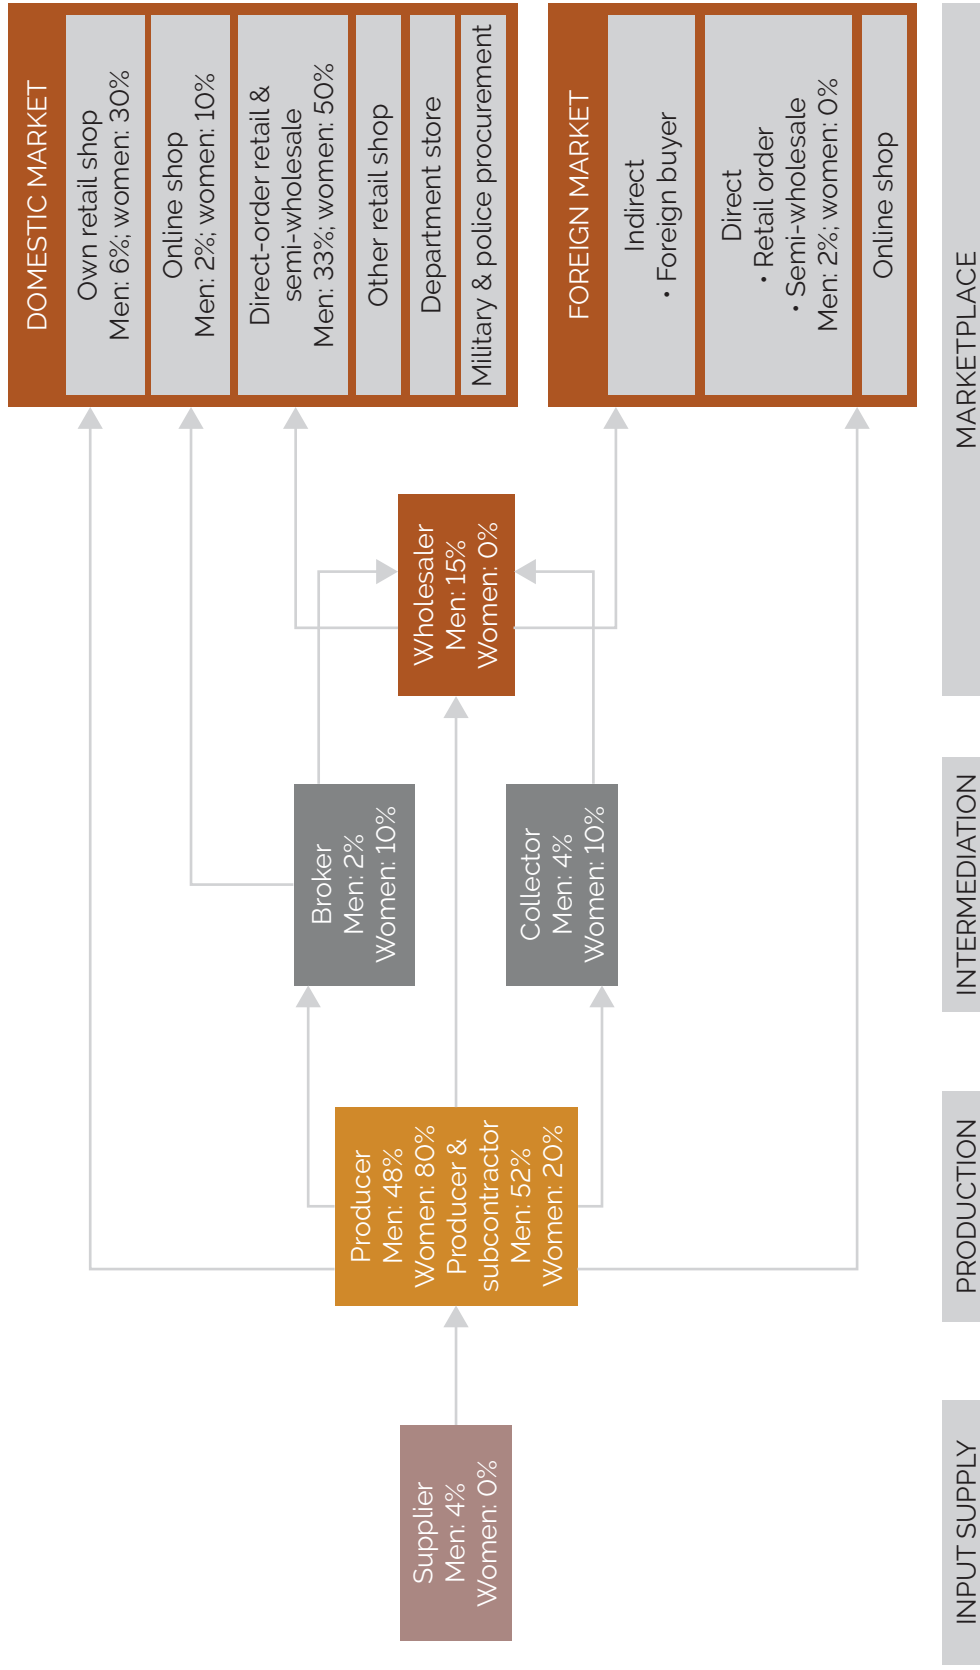 Supplier
Men: 4%
Women: 0%
Producer
Men: 48%
Women: 80%
Producer &
subcontractor
Men: 52%
Women: 20%
Broker
Men: 2%
Women: 10%
Collector
Men: 4%
Women: 10%
Wholesaler
Men: 15%
Women: 0%
DOMESTIC MARKET
Own retail shop
Men: 6%; women: 30%
Online shop
Men: 2%; women: 10%
Direct-order retail &
semi-wholesale
Men: 33%; women: 50%
Other retail shop
Department store
Military & police procurement
FOREIGN MARKET
Indirect
• Foreign buyer
Direct
• Retail order
• Semi-wholesale
Men: 2%; women: 0%
Online shop
INPUT SUPPLY
PRODUCTION
INTERMEDIATION
MARKETPLACE